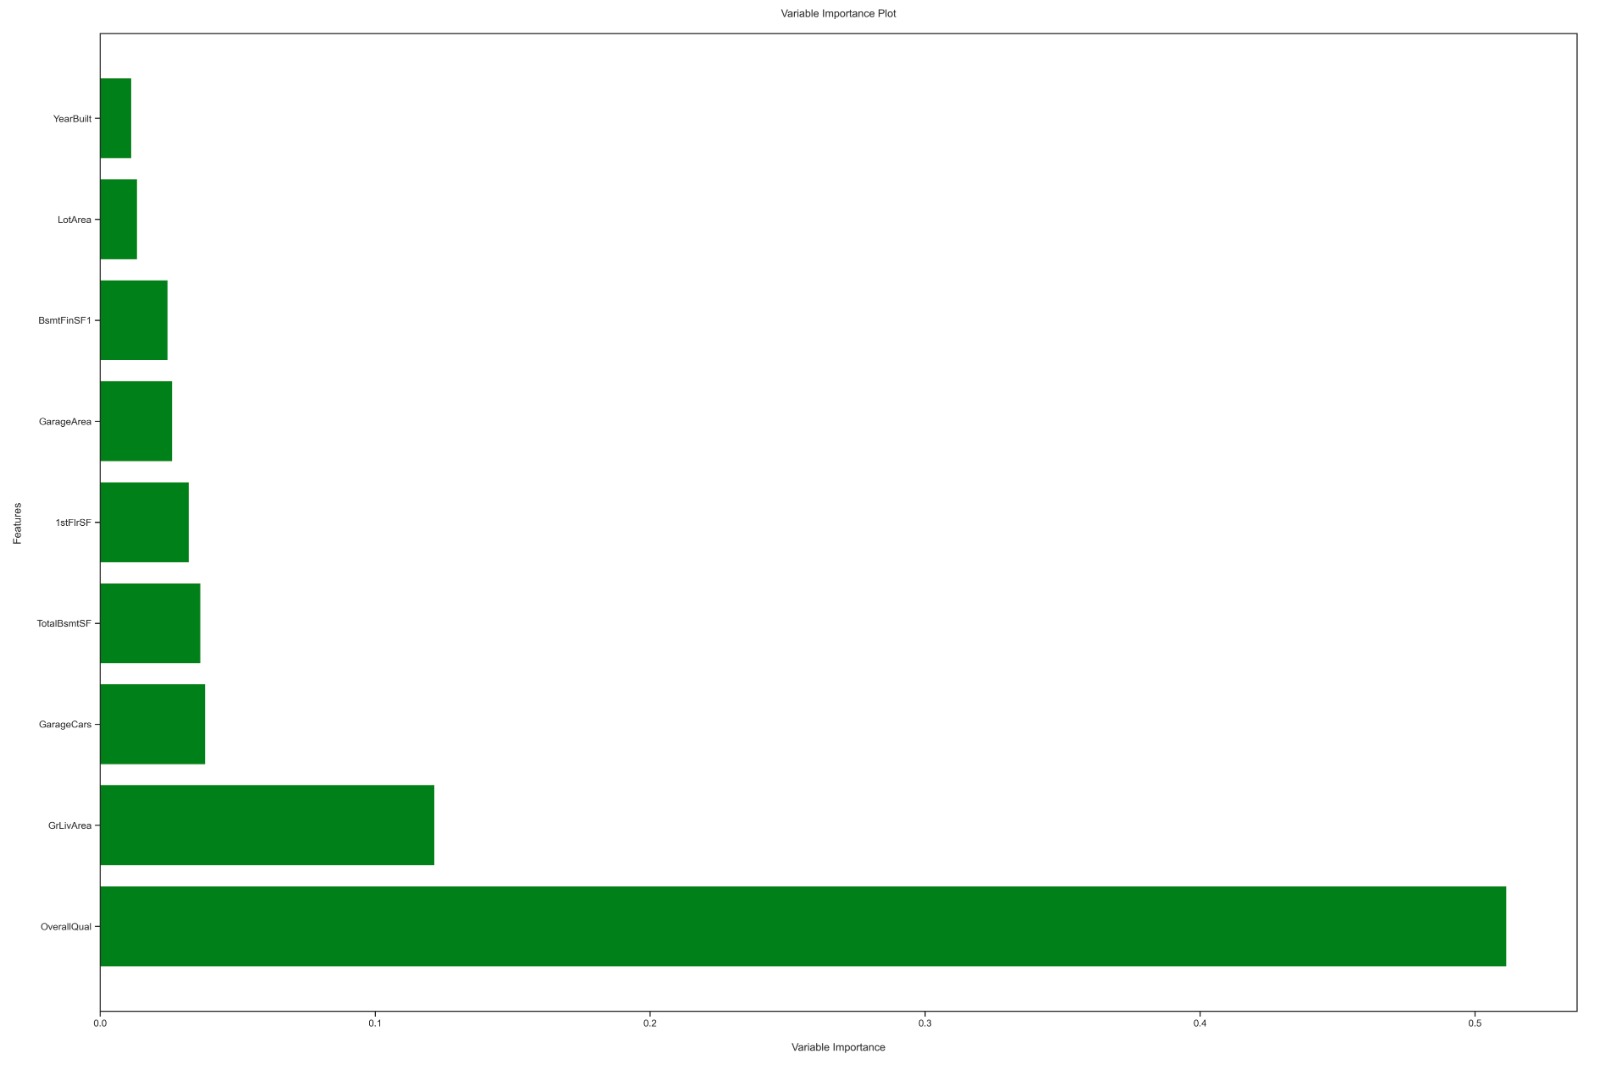 Variable Importance Plot
YearBuilt
LotArea
BsmtFinSF1
GarageArea
1stFlrSF
TotalBsmtSF
GarageCars
GrLivArea
OverallQual
Features
0.0 0.1 0.2 0.3 0.4 0.5
Variable Importance